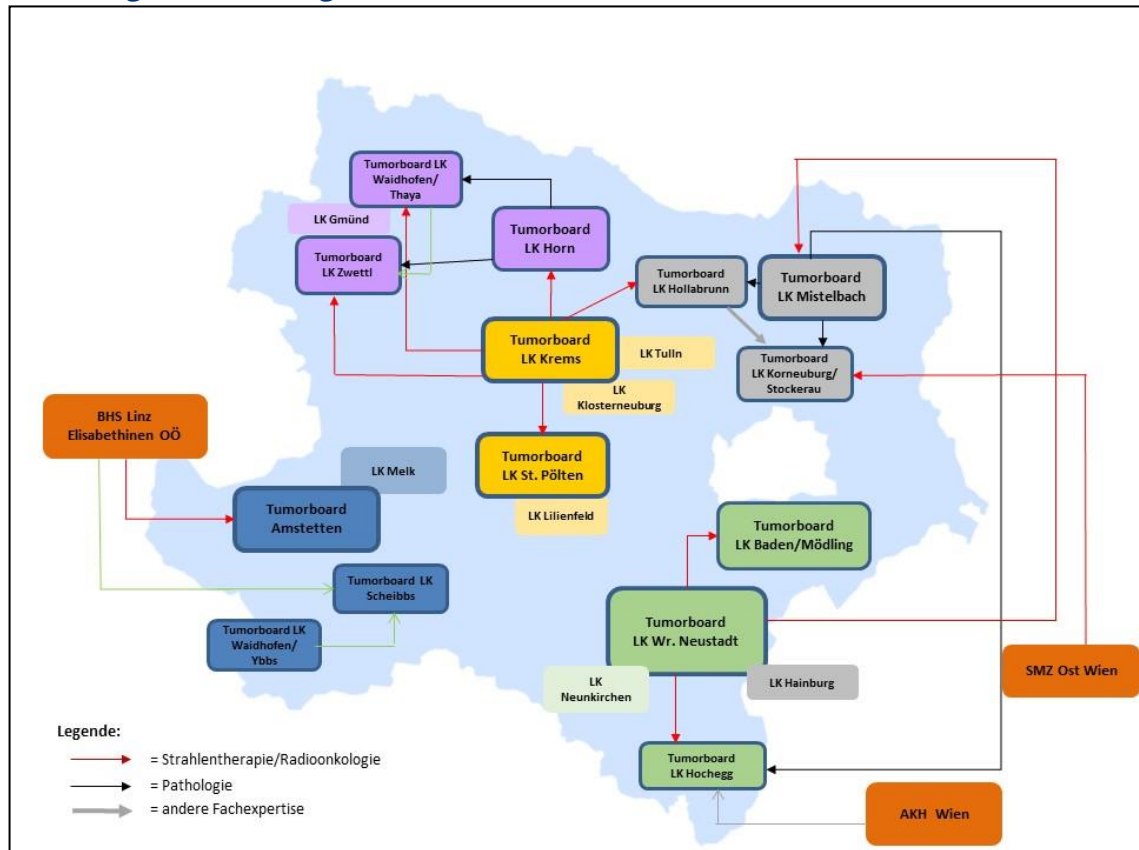 Tumorboard LK
Waidhofen/
Thaya
LK Gmünd
Tumorboard
LK Zwettl
Tumorboard
LK Horn
Tumorboard
LK Hollabrunn
Tumorboard
LK Mistelbach
Tumorboard
LK Krems
LK Tulln
LK
Klosterneuburg
Tumorboard
LK Korneuburg/
Stockerau
BHS Linz
Elisabethinen OÖ
LK Melk
Tumorboard
LK St. Pölten
LK Lilienfeld
Tumorboard
Amstetten
Tumorboard
LK Baden/Mödling
Tumorboard LK
Scheibbs
Tumorboard LK
Waidhofen/
Ybbs
Tumorboard
LK Wr. Neustadt
LK
Neunkirchen
LK Hainburg
SMZ Ost Wien
Tumorboard
LK Hochegg
AKH Wien
Legende:
= Strahlentherapie/Radioonkologie
= Pathologie
= andere Fachexpertise